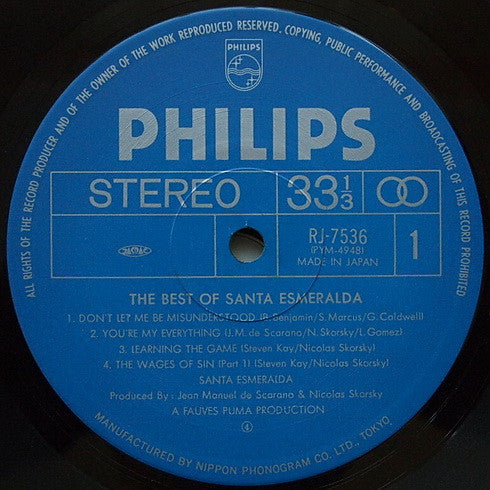 ALL RIGHTS OF THE RECORD PRODUCER AND OF THE OWNER OF THE WORK REPRODUCED RESERVED. COPYING, PUBLIC PERFORMANCE AND BROADCASTING OF THIS RECORD PROHIBITED
PHILIPS
PHILIPS
STEREO 33 1/3
RJ-7536
(PYM-4948)
MADE IN JAPAN
1
JASRAC
THE BEST OF SANTA ESMERALDA
1. DON'T LET ME BE MISUNDERSTOOD (B. Benjamin/S. Marcus/G. Caldwell)
2. YOU'RE MY EVERYTHING (J.M. de Scarano/N. Skorsky/L. Gomez)
3. LEARNING THE GAME (Steven Kay/Nicolas Skorsky)
4. THE WAGES OF SIN (Part 1) (Steven Kay/Nicolas Skorsky)
SANTA ESMERALDA
Produced By: Jean Manuel de Scarano & Nicolas Skorsky
A FAUVES PUMA PRODUCTION
④
MANUFACTURED BY NIPPON PHONOGRAM CO. LTD., TOKYO